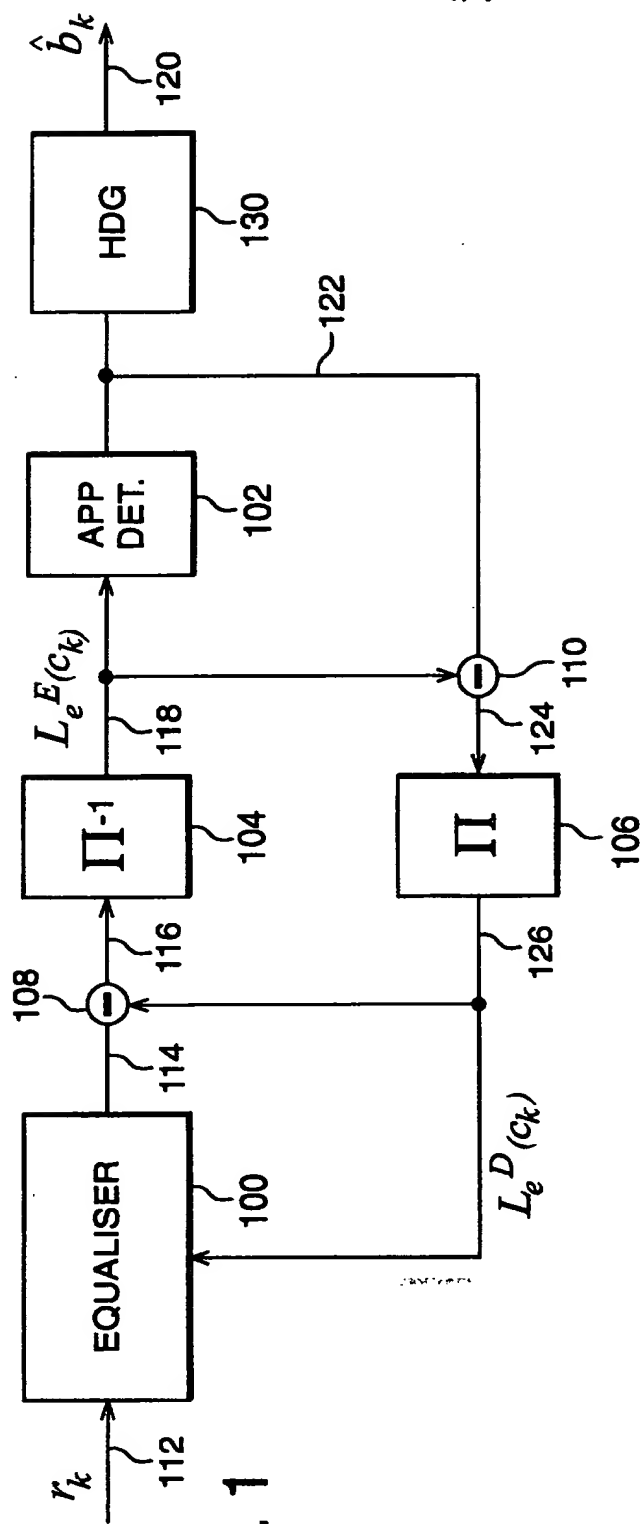 r_k
112
EQUALISER
100
114
108
116
Π⁻¹
104
118
L_e^E(c_k)
APP
DET.
102
HDG
130
b̂_k
120
122
110
124
Π
106
126
L_e^D(c_k)
1